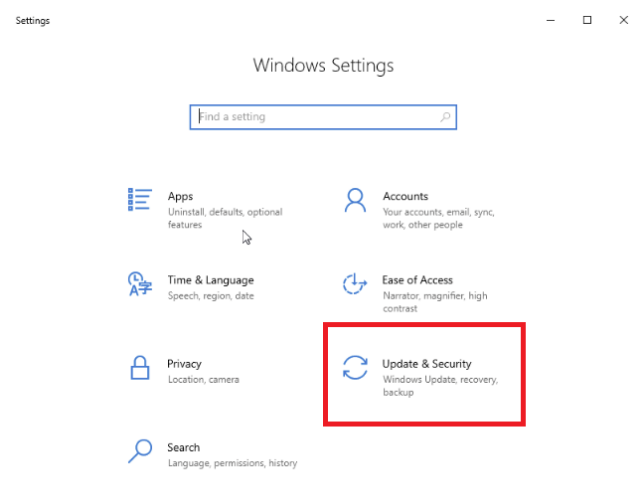 Settings
Windows Settings
Find a setting
Apps
Uninstall, defaults, optional
features
Accounts
Your accounts, email, sync,
work, other people
Time & Language
Speech, region, date
Ease of Access
Narrator, magnifier, high
contrast
Privacy
Location, camera
Update & Security
Windows Update, recovery,
backup
Search
Language, permissions, history